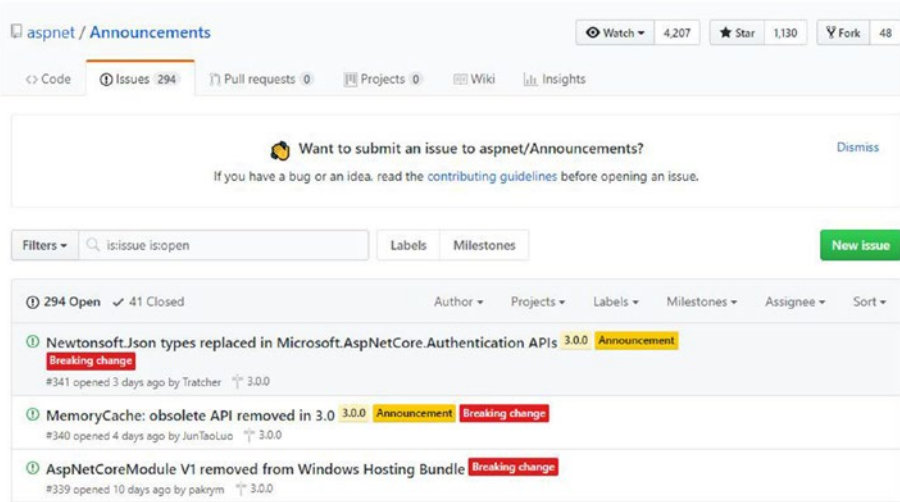 aspnet / Announcements
Watch 4,207 Star 1,130 Fork 48
Code Issues 294 Pull requests 0 Projects 0 Wiki Insights
Want to submit an issue to aspnet/Announcements?
Dismiss
If you have a bug or an idea, read the contributing guidelines before opening an issue.
Filters is:issue is:open Labels Milestones New issue
294 Open 41 Closed Author Projects Labels Milestones Assignee Sort
Newtonsoft.Json types replaced in Microsoft.AspNetCore.Authentication APIs 3.0.0 Announcement
Breaking change
#341 opened 3 days ago by Tratcher 3.0.0
MemoryCache: obsolete API removed in 3.0 3.0.0 Announcement Breaking change
#340 opened 4 days ago by JunTaoLuo 3.0.0
AspNetCoreModule V1 removed from Windows Hosting Bundle Breaking change
#339 opened 10 days ago by pakrym 3.0.0